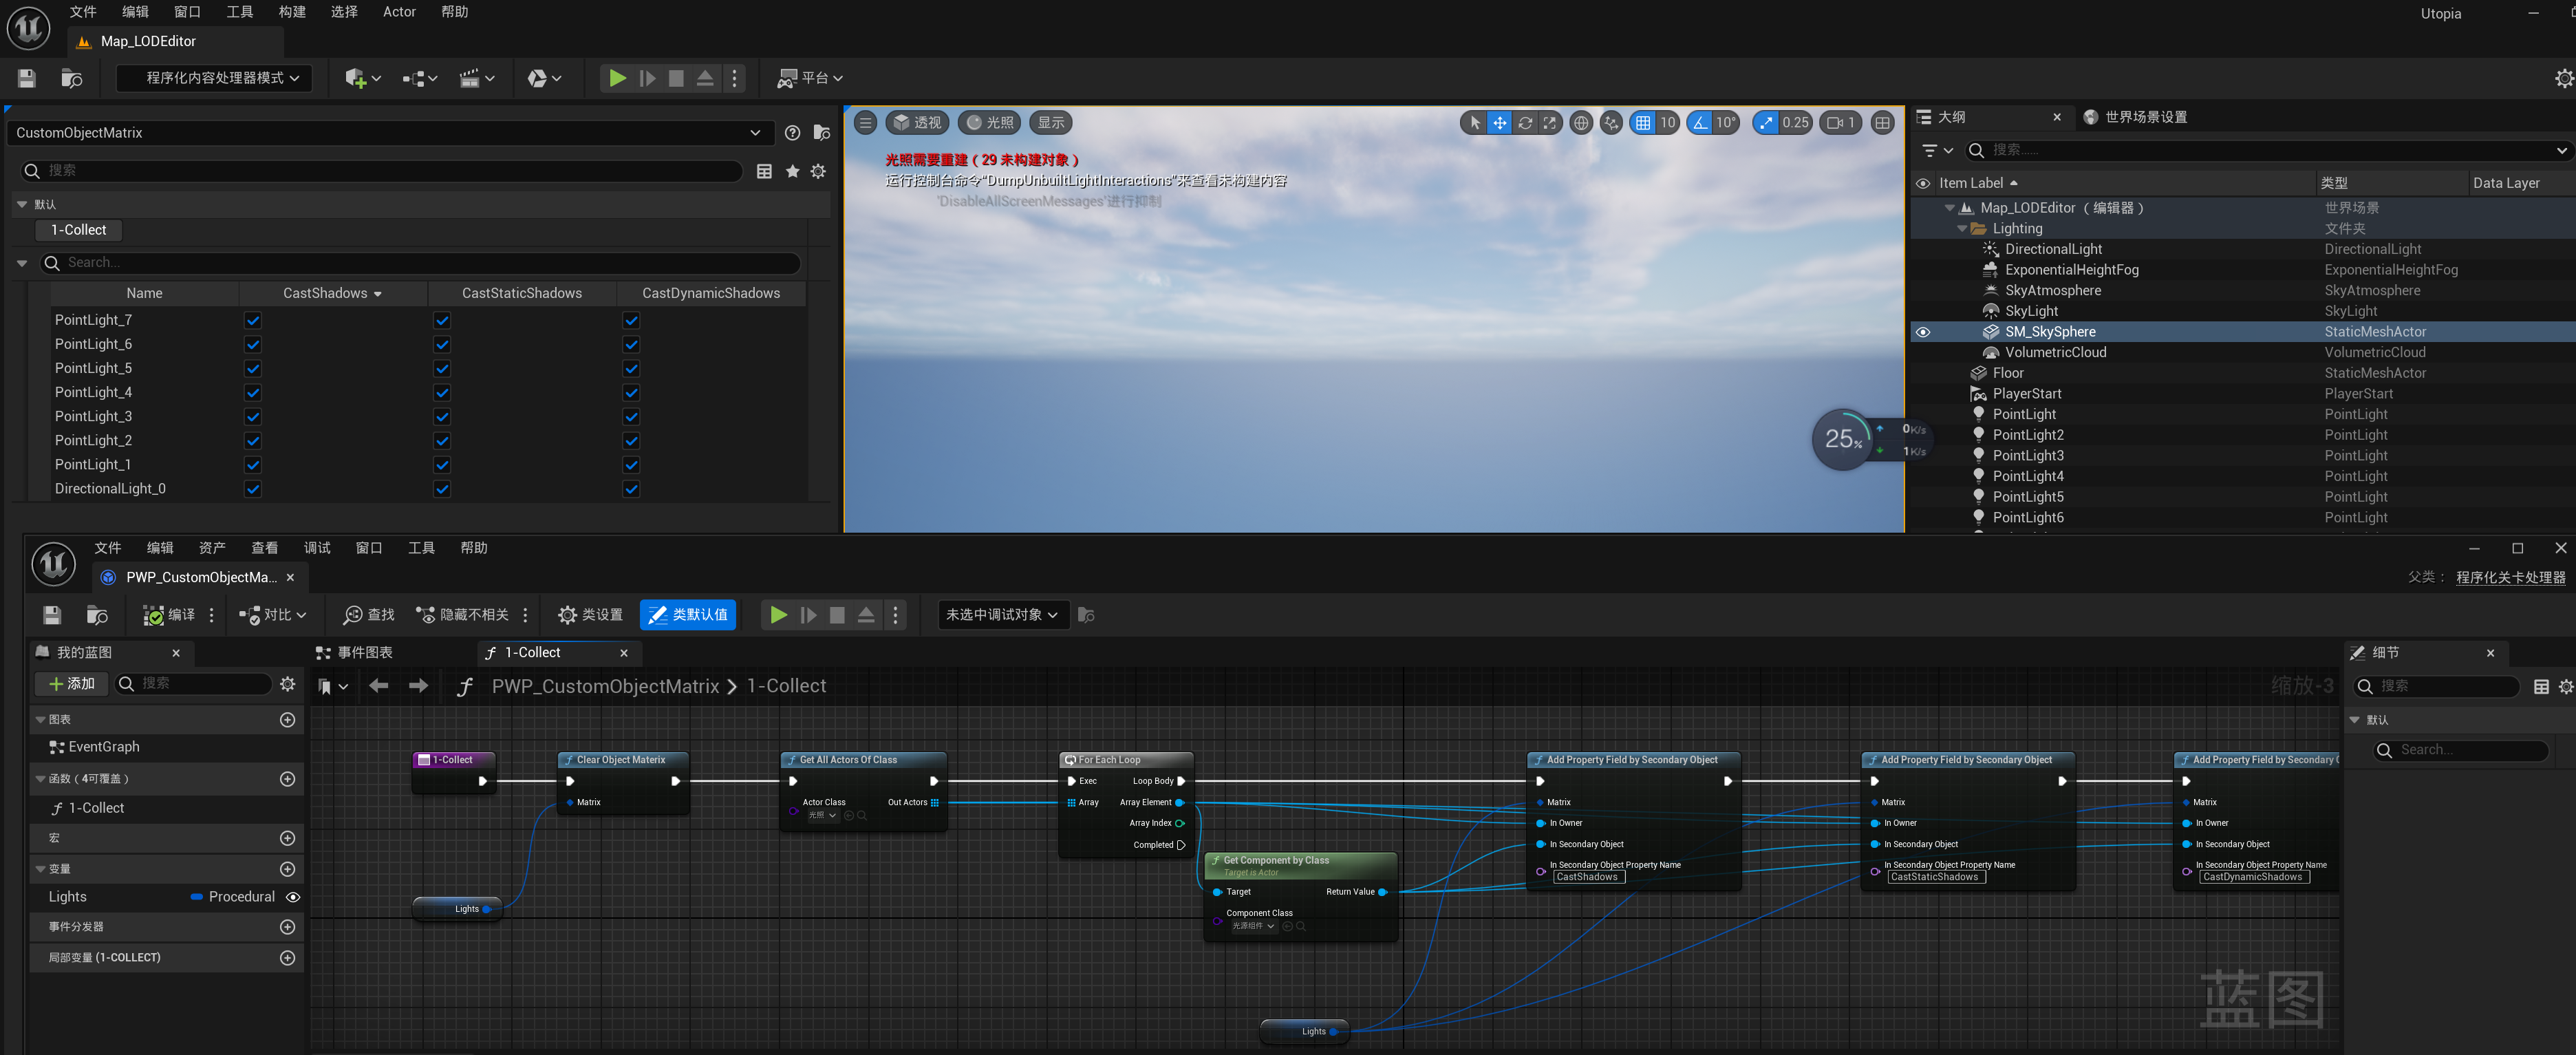 文件 编辑 窗口 工具 构建 选择 Actor 帮助
Utopia
Map_LODEditor
程序化内容处理器模式
平台
CustomObjectMatrix
搜索
默认
1-Collect
Search...
Name CastShadows CastStaticShadows CastDynamicShadows
PointLight_7
PointLight_6
PointLight_5
PointLight_4
PointLight_3
PointLight_2
PointLight_1
DirectionalLight_0
透视 光照 显示
10 10° 0.25 1
光照需要重建（29 未构建对象）
运行控制台命令“DumpUnbuiltLightInteractions”来查看未构建内容
'DisableAllScreenMessages'进行抑制
25%
0K/s
1K/s
大纲
世界场景设置
搜索......
Item Label 类型 Data Layer
Map_LODEditor（编辑器） 世界场景
Lighting 文件夹
DirectionalLight DirectionalLight
ExponentialHeightFog ExponentialHeightFog
SkyAtmosphere SkyAtmosphere
SkyLight SkyLight
SM_SkySphere StaticMeshActor
VolumetricCloud VolumetricCloud
Floor StaticMeshActor
PlayerStart PlayerStart
PointLight PointLight
PointLight2 PointLight
PointLight3 PointLight
PointLight4 PointLight
PointLight5 PointLight
PointLight6 PointLight
文件 编辑 资产 查看 调试 窗口 工具 帮助
PWP_CustomObjectMa...
父类： 程序化关卡处理器
编译 对比 查找 隐藏不相关 类设置 类默认值 未选中调试对象
我的蓝图
添加 搜索
图表
EventGraph
函数（4可覆盖）
1-Collect
宏
变量
Lights Procedural
事件分发器
局部变量 (1-COLLECT)
事件图表
1-Collect
PWP_CustomObjectMatrix 1-Collect
缩放-3
1-Collect
Clear Object Materix
Matrix
Lights
Get All Actors Of Class
Actor Class Out Actors
光照
For Each Loop
Exec Loop Body
Array Array Element
Array Index
Completed
Get Component by Class
Target is Actor
Target Return Value
Component Class
光源组件
Lights
Add Property Field by Secondary Object
Matrix
In Owner
In Secondary Object
In Secondary Object Property Name
CastShadows
Add Property Field by Secondary Object
Matrix
In Owner
In Secondary Object
In Secondary Object Property Name
CastStaticShadows
Add Property Field by Secondary O
Matrix
In Owner
In Secondary Object
In Secondary Object Property Name
CastDynamicShadows
蓝图
细节
搜索
默认
Search...